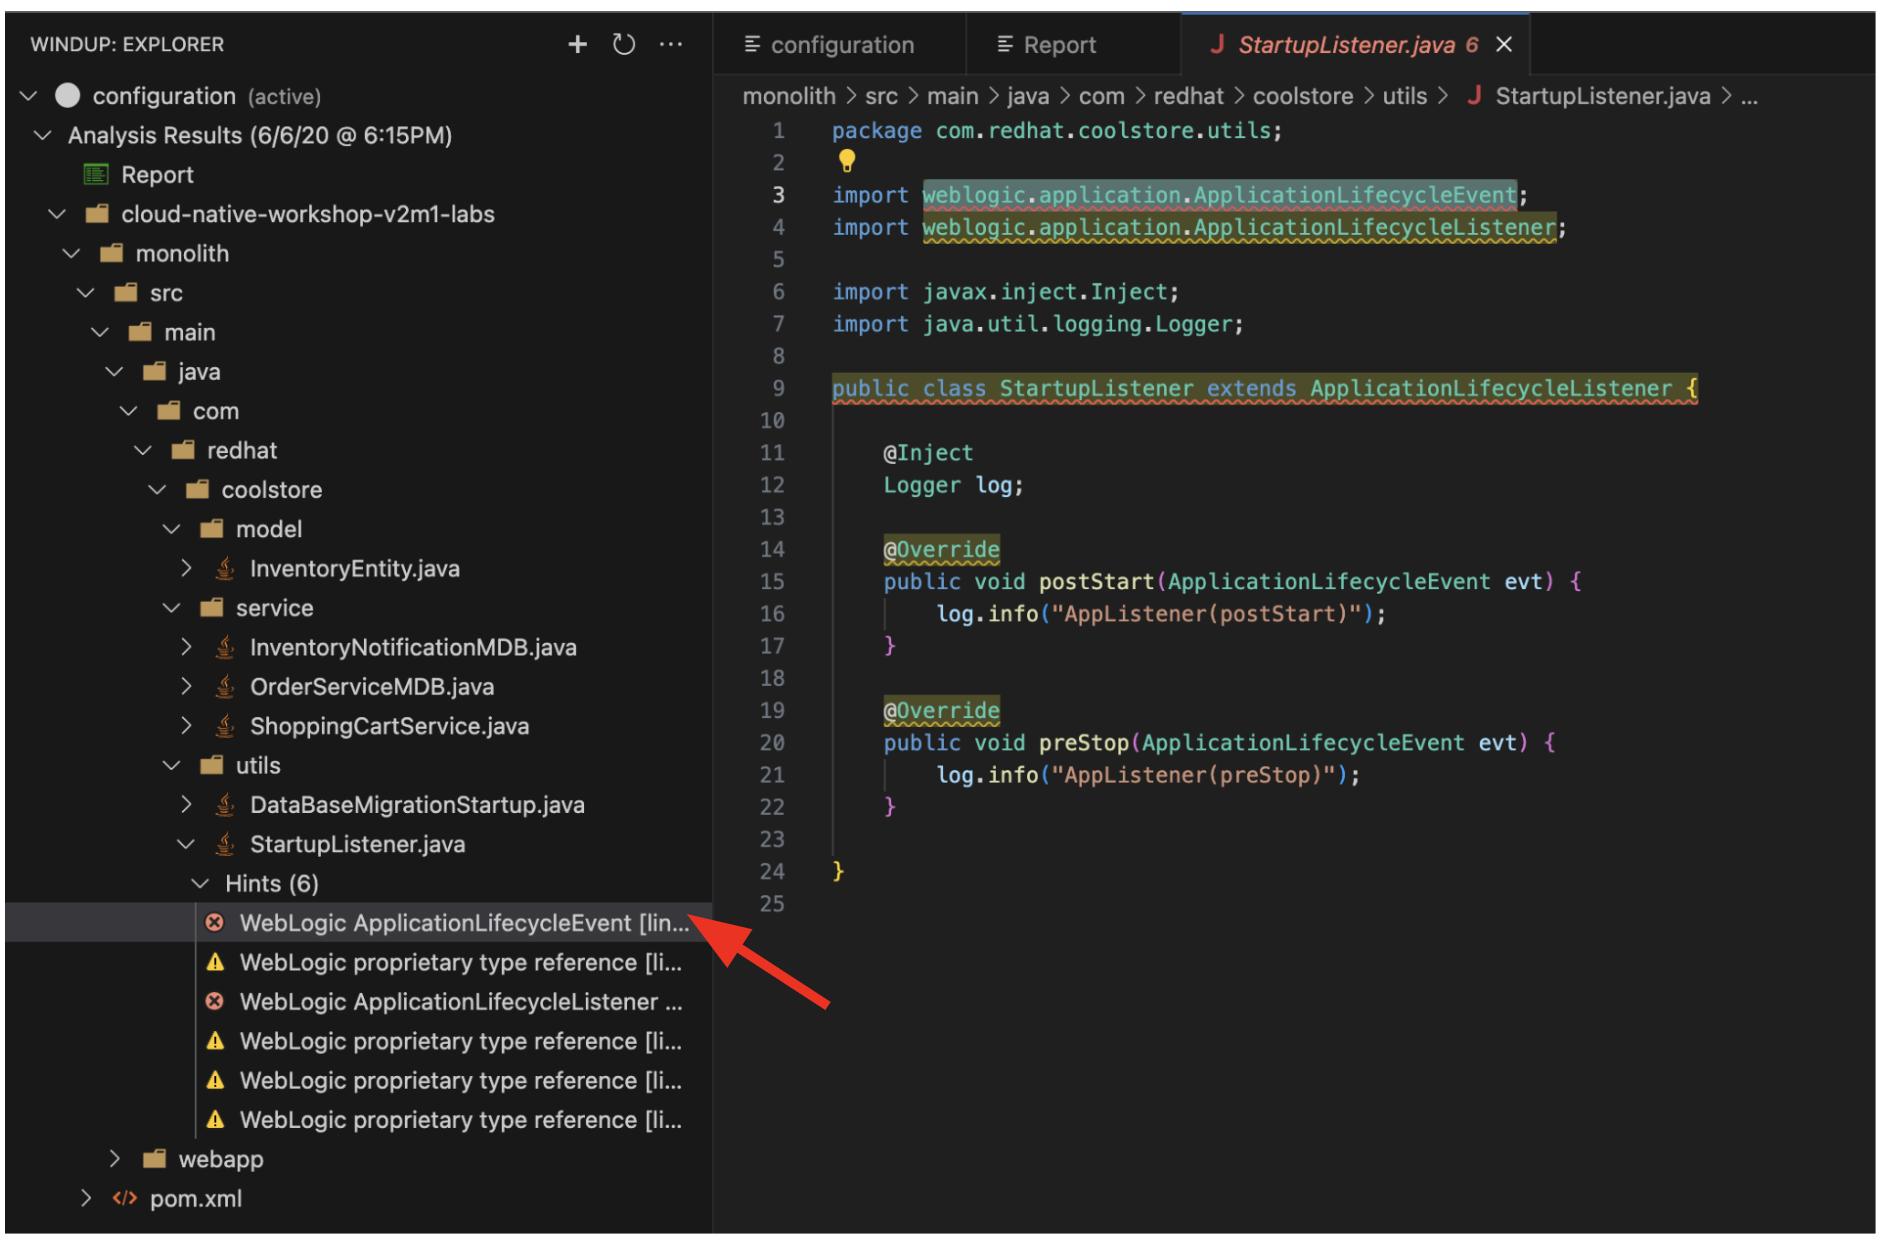 WINDUP: EXPLORER
configuration (active)
Analysis Results (6/6/20 @ 6:15PM)
Report
cloud-native-workshop-v2m1-labs
monolith
src
main
java
com
redhat
coolstore
model
InventoryEntity.java
service
InventoryNotificationMDB.java
OrderServiceMDB.java
ShoppingCartService.java
utils
DataBaseMigrationStartup.java
StartupListener.java
Hints (6)
WebLogic ApplicationLifecycleEvent [lin...
WebLogic proprietary type reference [li...
WebLogic ApplicationLifecycleListener ...
WebLogic proprietary type reference [li...
WebLogic proprietary type reference [li...
WebLogic proprietary type reference [li...
webapp
pom.xml
configuration
Report
J StartupListener.java 6
monolith > src > main > java > com > redhat > coolstore > utils > J StartupListener.java > ...
1 package com.redhat.coolstore.utils;
2
3 import weblogic.application.ApplicationLifecycleEvent;
4 import weblogic.application.ApplicationLifecycleListener;
5
6 import javax.inject.Inject;
7 import java.util.logging.Logger;
8
9 public class StartupListener extends ApplicationLifecycleListener {
10
11 @Inject
12 Logger log;
13
14 @Override
15 public void postStart(ApplicationLifecycleEvent evt) {
16 log.info("AppListener(postStart)");
17 }
18
19 @Override
20 public void preStop(ApplicationLifecycleEvent evt) {
21 log.info("AppListener(preStop)");
22 }
23
24 }
25